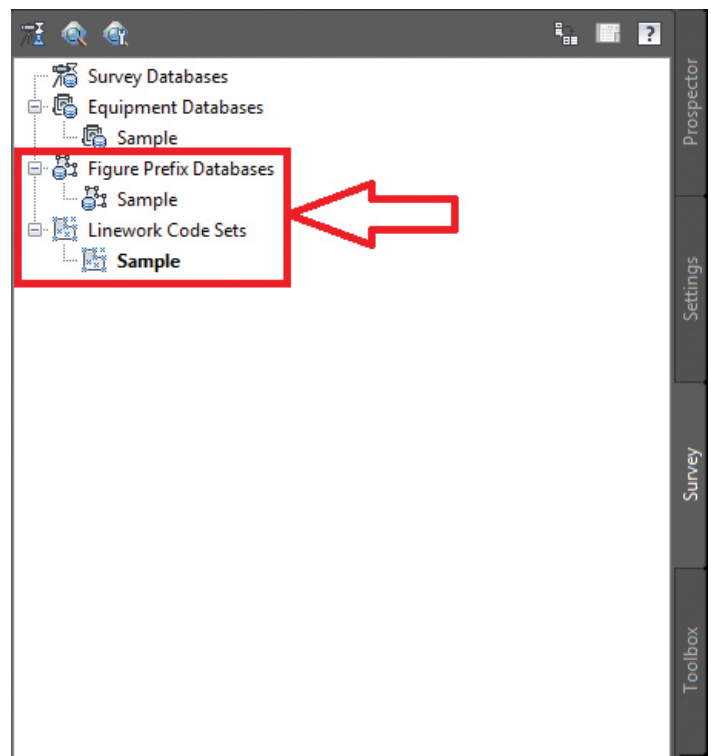 ?
Survey Databases
Equipment Databases
Sample
Figure Prefix Databases
Sample
Linework Code Sets
Sample
Prospector
Settings
Survey
Toolbox